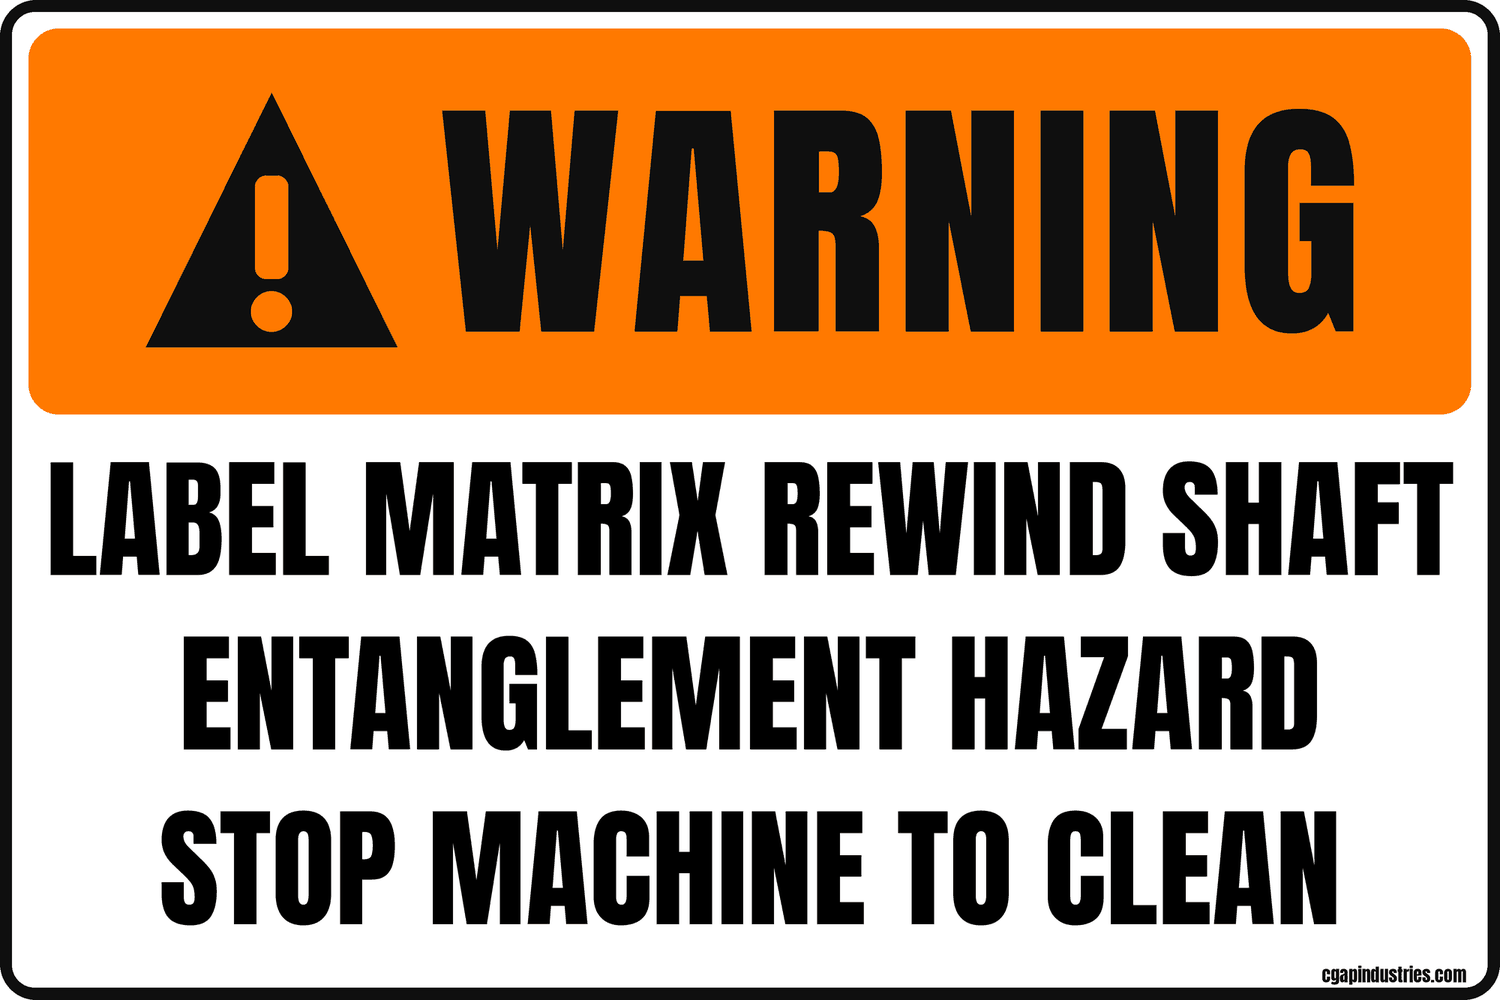 WARNING
LABEL MATRIX REWIND SHAFT
ENTANGLEMENT HAZARD
STOP MACHINE TO CLEAN
cgapindustries.com